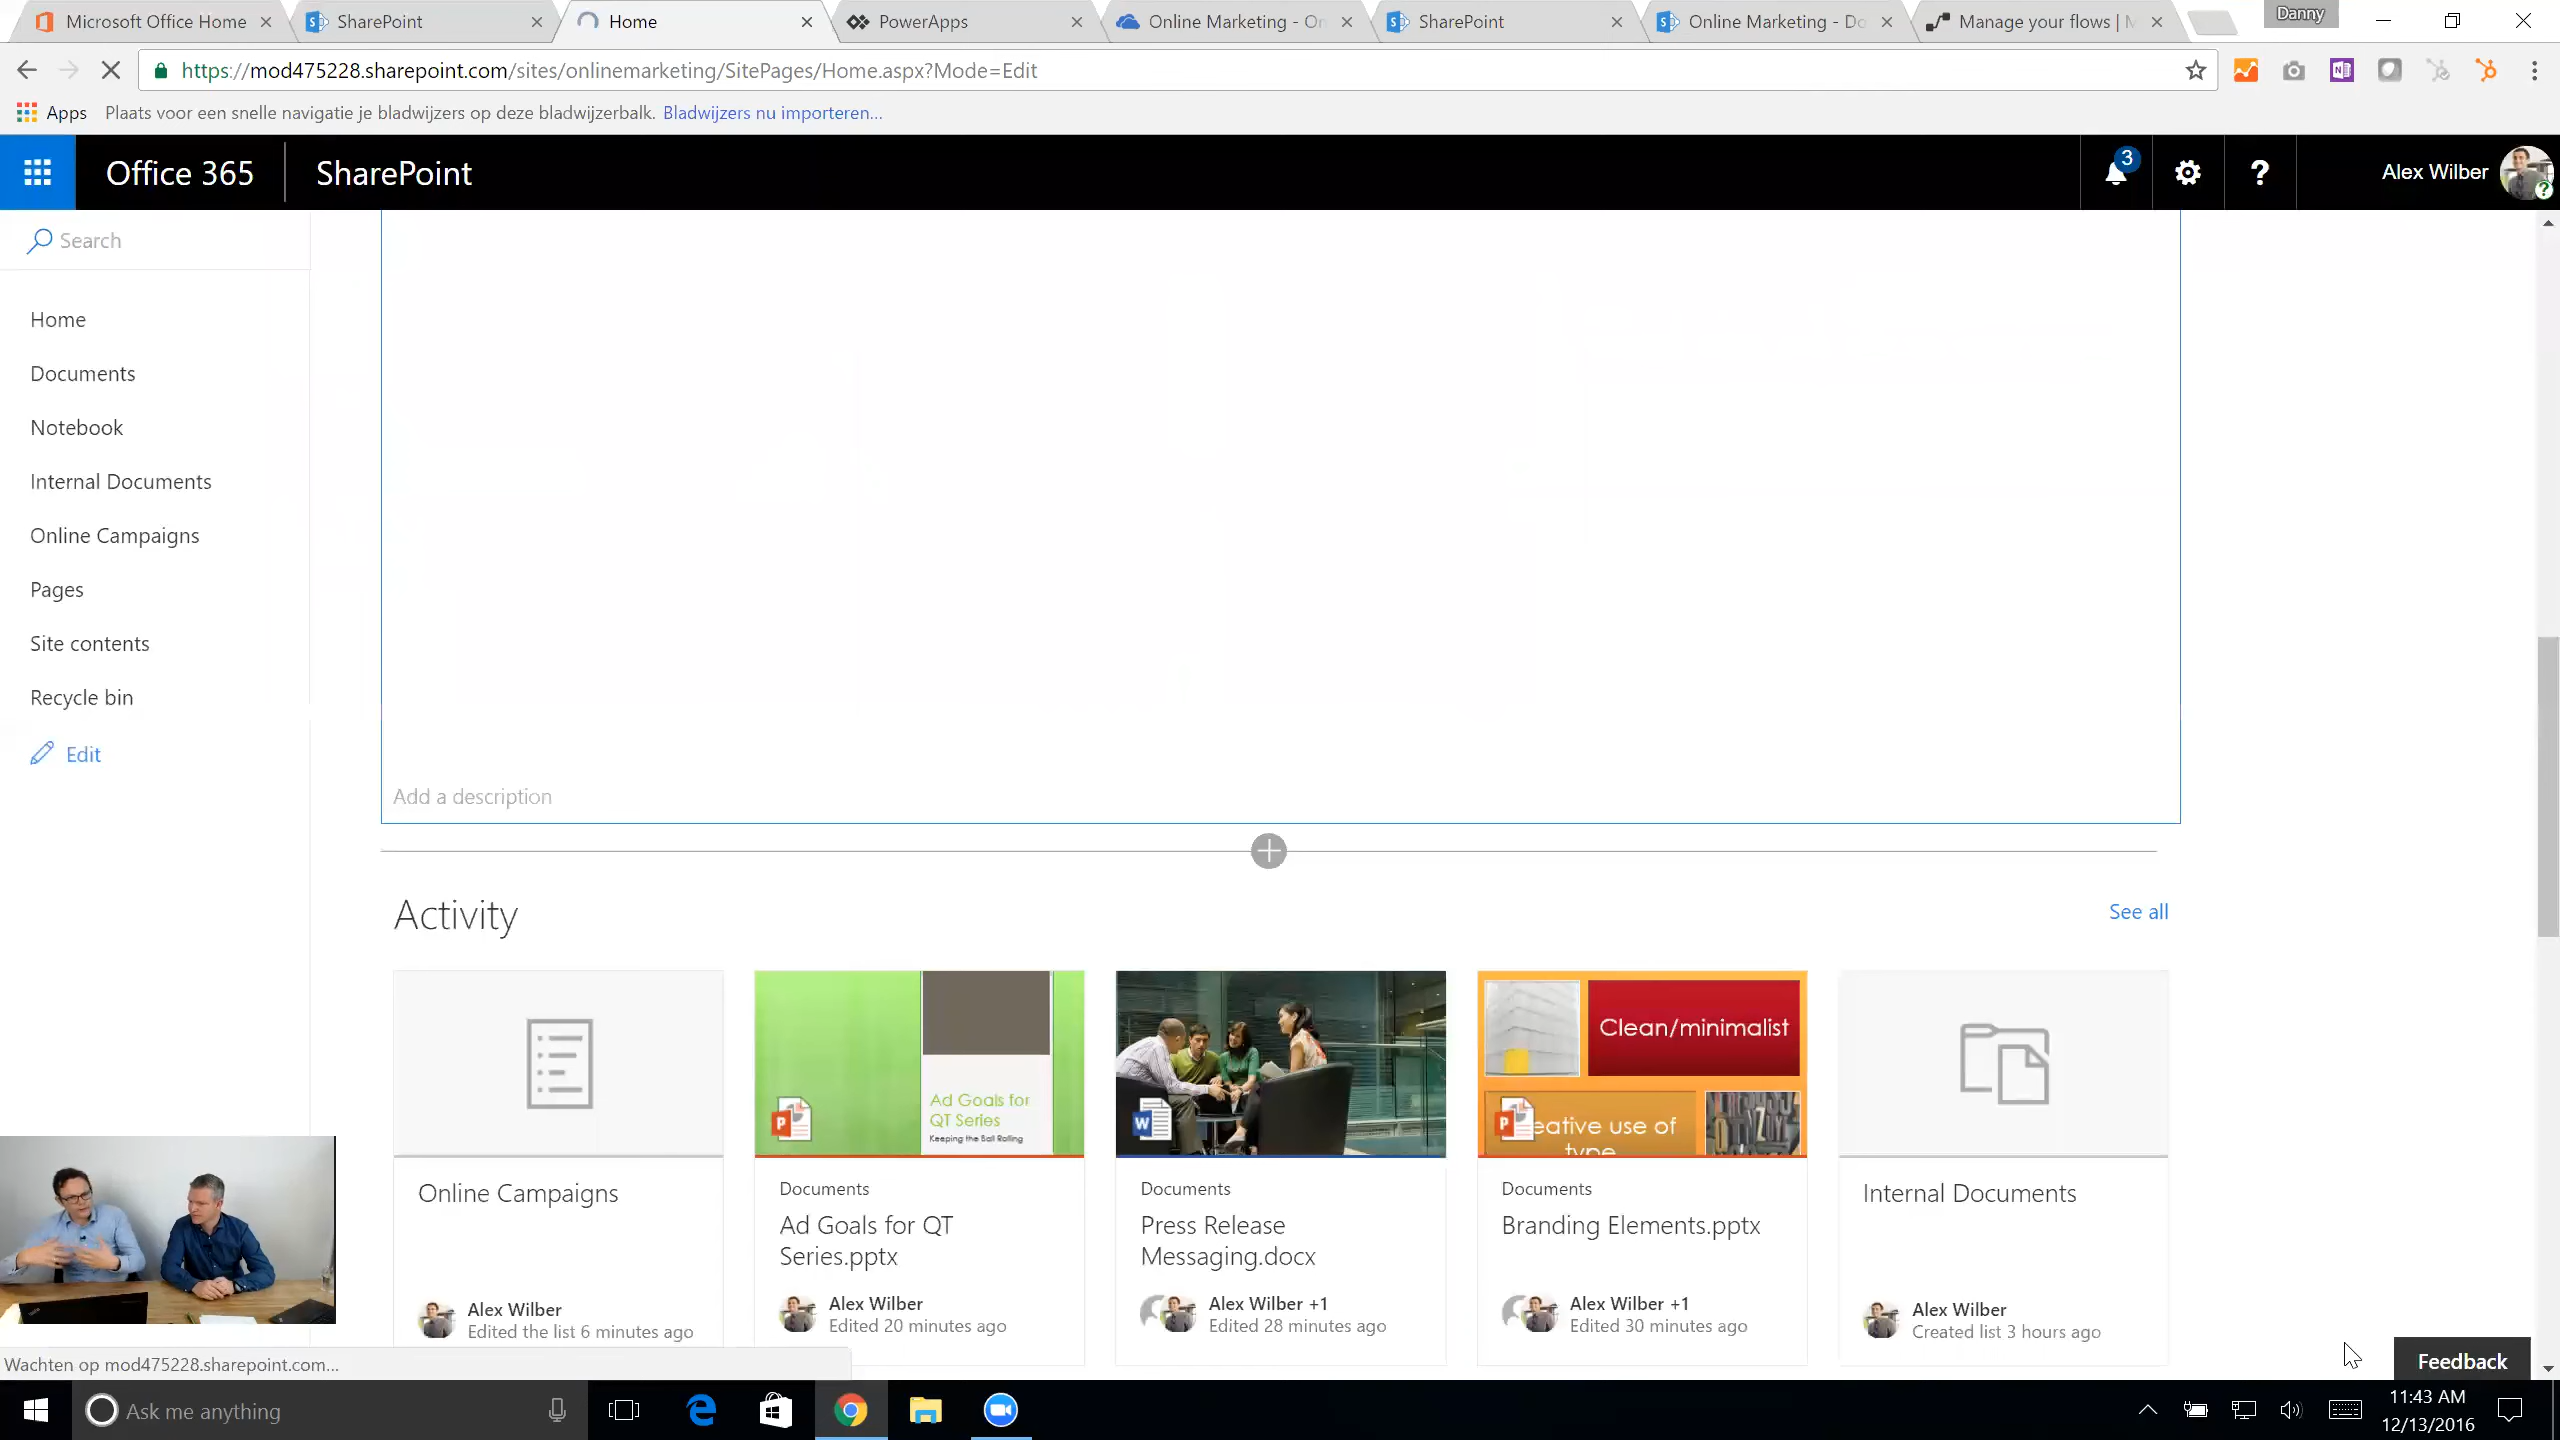 Microsoft Office Home
SharePoint
Home
PowerApps
Online Marketing - On
SharePoint
Online Marketing - Do
Manage your flows | M
Danny
https://mod475228.sharepoint.com/sites/onlinemarketing/SitePages/Home.aspx?Mode=Edit
Apps
Plaats voor een snelle navigatie je bladwijzers op deze bladwijzerbalk. Bladwijzers nu importeren...
Office 365
SharePoint
3
?
Alex Wilber
Search
Home
Documents
Notebook
Internal Documents
Online Campaigns
Pages
Site contents
Recycle bin
Edit
Add a description
Activity
See all
Online Campaigns
Alex Wilber
Edited the list 6 minutes ago
Ad Goals for
QT Series
Keeping the Ball Rolling
Documents
Ad Goals for QT
Series.pptx
Alex Wilber
Edited 20 minutes ago
Documents
Press Release
Messaging.docx
Alex Wilber +1
Edited 28 minutes ago
Clean/minimalist
eative use of
type
Documents
Branding Elements.pptx
Alex Wilber +1
Edited 30 minutes ago
Internal Documents
Alex Wilber
Created list 3 hours ago
Wachten op mod475228.sharepoint.com...
Feedback
Ask me anything
11:43 AM
12/13/2016